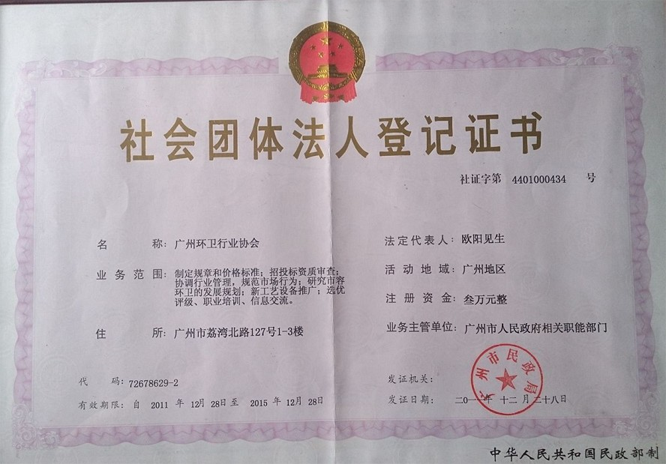 社会团体法人登记证书
社证字第 4401000434 号
名 称: 广州环卫行业协会
业 务 范 围: 制定规章和价格标准；招投标资质审查；
协调行业管理，规范市场行为；研究市容
环卫的发展规划；新工艺设备推广；选优
评级、职业培训、信息交流。
住 所: 广州市荔湾北路127号1-3楼
代 码: 72678629-2
有效期限: 自 2011 年 12月 28日 至 2015 年 12月 28日
法定代表人: 欧阳见生
活 动 地 域: 广州地区
注 册 资 金: 叁万元整
业务主管单位: 广州市人民政府相关职能部门
发证机关:
广州市民政局
发证日期: 二0一一年 十二月 二十八日
中华人民共和国民政部制